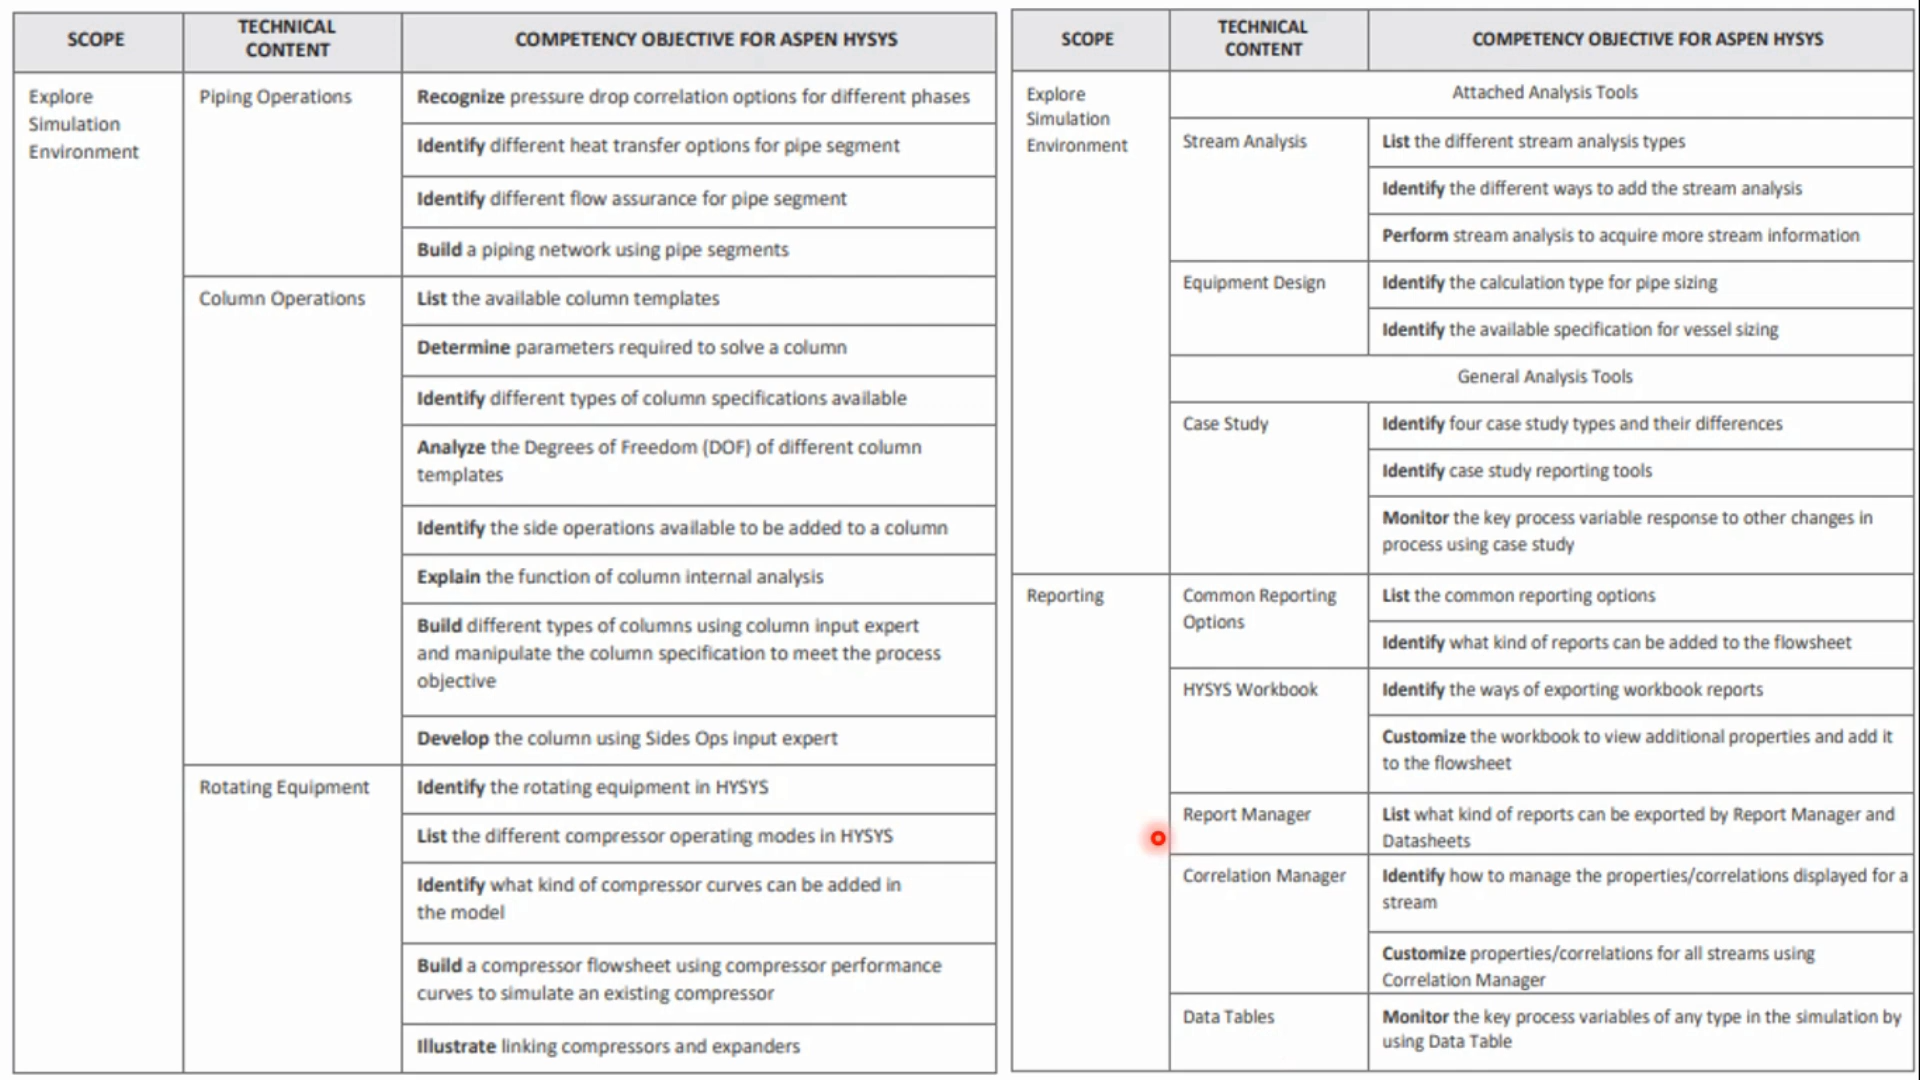 SCOPE
TECHNICAL
CONTENT
COMPETENCY OBJECTIVE FOR ASPEN HYSYS
Explore
Simulation
Environment
Piping Operations
Recognize pressure drop correlation options for different phases
Identify different heat transfer options for pipe segment
Identify different flow assurance for pipe segment
Build a piping network using pipe segments
Column Operations
List the available column templates
Determine parameters required to solve a column
Identify different types of column specifications available
Analyze the Degrees of Freedom (DOF) of different column
templates
Identify the side operations available to be added to a column
Explain the function of column internal analysis
Build different types of columns using column input expert
and manipulate the column specification to meet the process
objective
Develop the column using Sides Ops input expert
Rotating Equipment
Identify the rotating equipment in HYSYS
List the different compressor operating modes in HYSYS
Identify what kind of compressor curves can be added in
the model
Build a compressor flowsheet using compressor performance
curves to simulate an existing compressor
Illustrate linking compressors and expanders
SCOPE
TECHNICAL
CONTENT
COMPETENCY OBJECTIVE FOR ASPEN HYSYS
Explore
Simulation
Environment
Attached Analysis Tools
Stream Analysis
List the different stream analysis types
Identify the different ways to add the stream analysis
Perform stream analysis to acquire more stream information
Equipment Design
Identify the calculation type for pipe sizing
Identify the available specification for vessel sizing
General Analysis Tools
Case Study
Identify four case study types and their differences
Identify case study reporting tools
Monitor the key process variable response to other changes in
process using case study
Reporting
Common Reporting
Options
List the common reporting options
Identify what kind of reports can be added to the flowsheet
HYSYS Workbook
Identify the ways of exporting workbook reports
Customize the workbook to view additional properties and add it
to the flowsheet
Report Manager
List what kind of reports can be exported by Report Manager and
Datasheets
Correlation Manager
Identify how to manage the properties/correlations displayed for a
stream
Customize properties/correlations for all streams using
Correlation Manager
Data Tables
Monitor the key process variables of any type in the simulation by
using Data Table